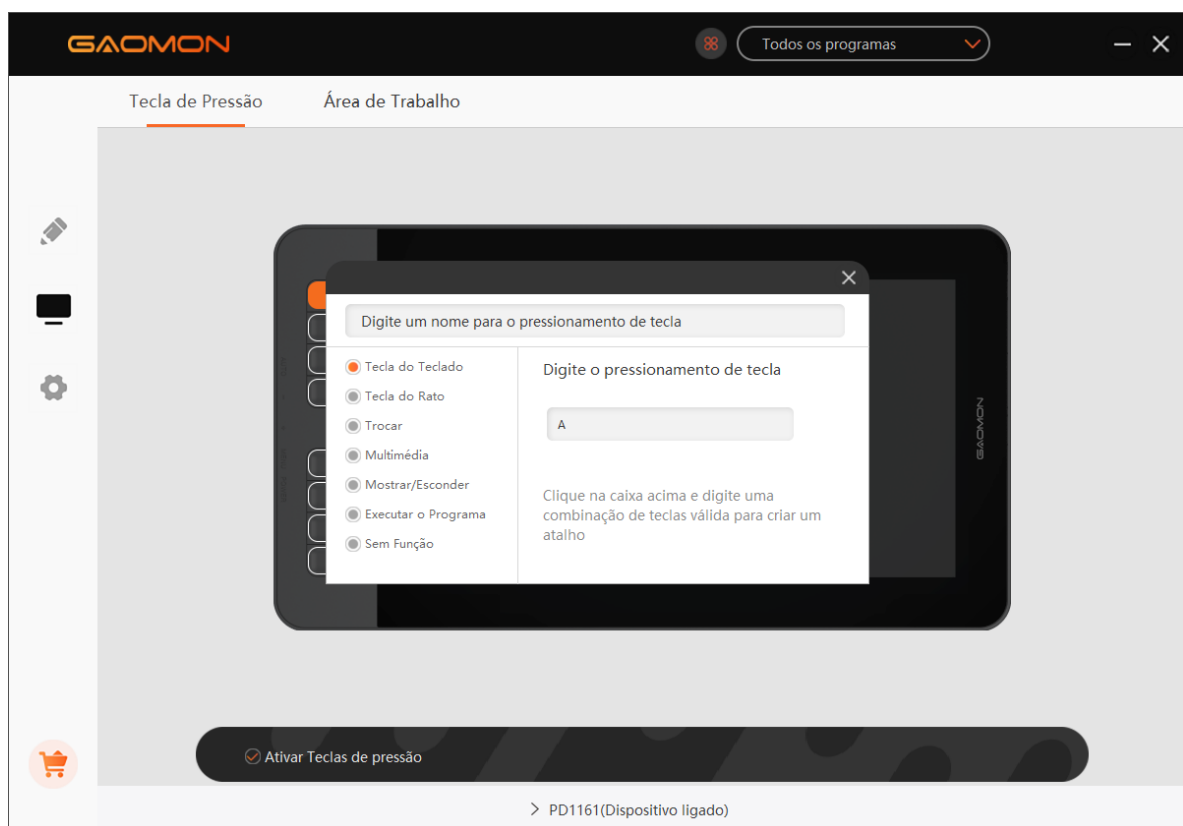 GAOMON
Todos os programas
Tecla de Pressão
Área de Trabalho
Digite um nome para o pressionamento de tecla
Tecla do Teclado
Tecla do Rato
Trocar
Multimédia
Mostrar/Esconder
Executar o Programa
Sem Função
Digite o pressionamento de tecla
A
Clique na caixa acima e digite uma
combinação de teclas válida para criar um
atalho
GAOMON
Ativar Teclas de pressão
PD1161(Dispositivo ligado)